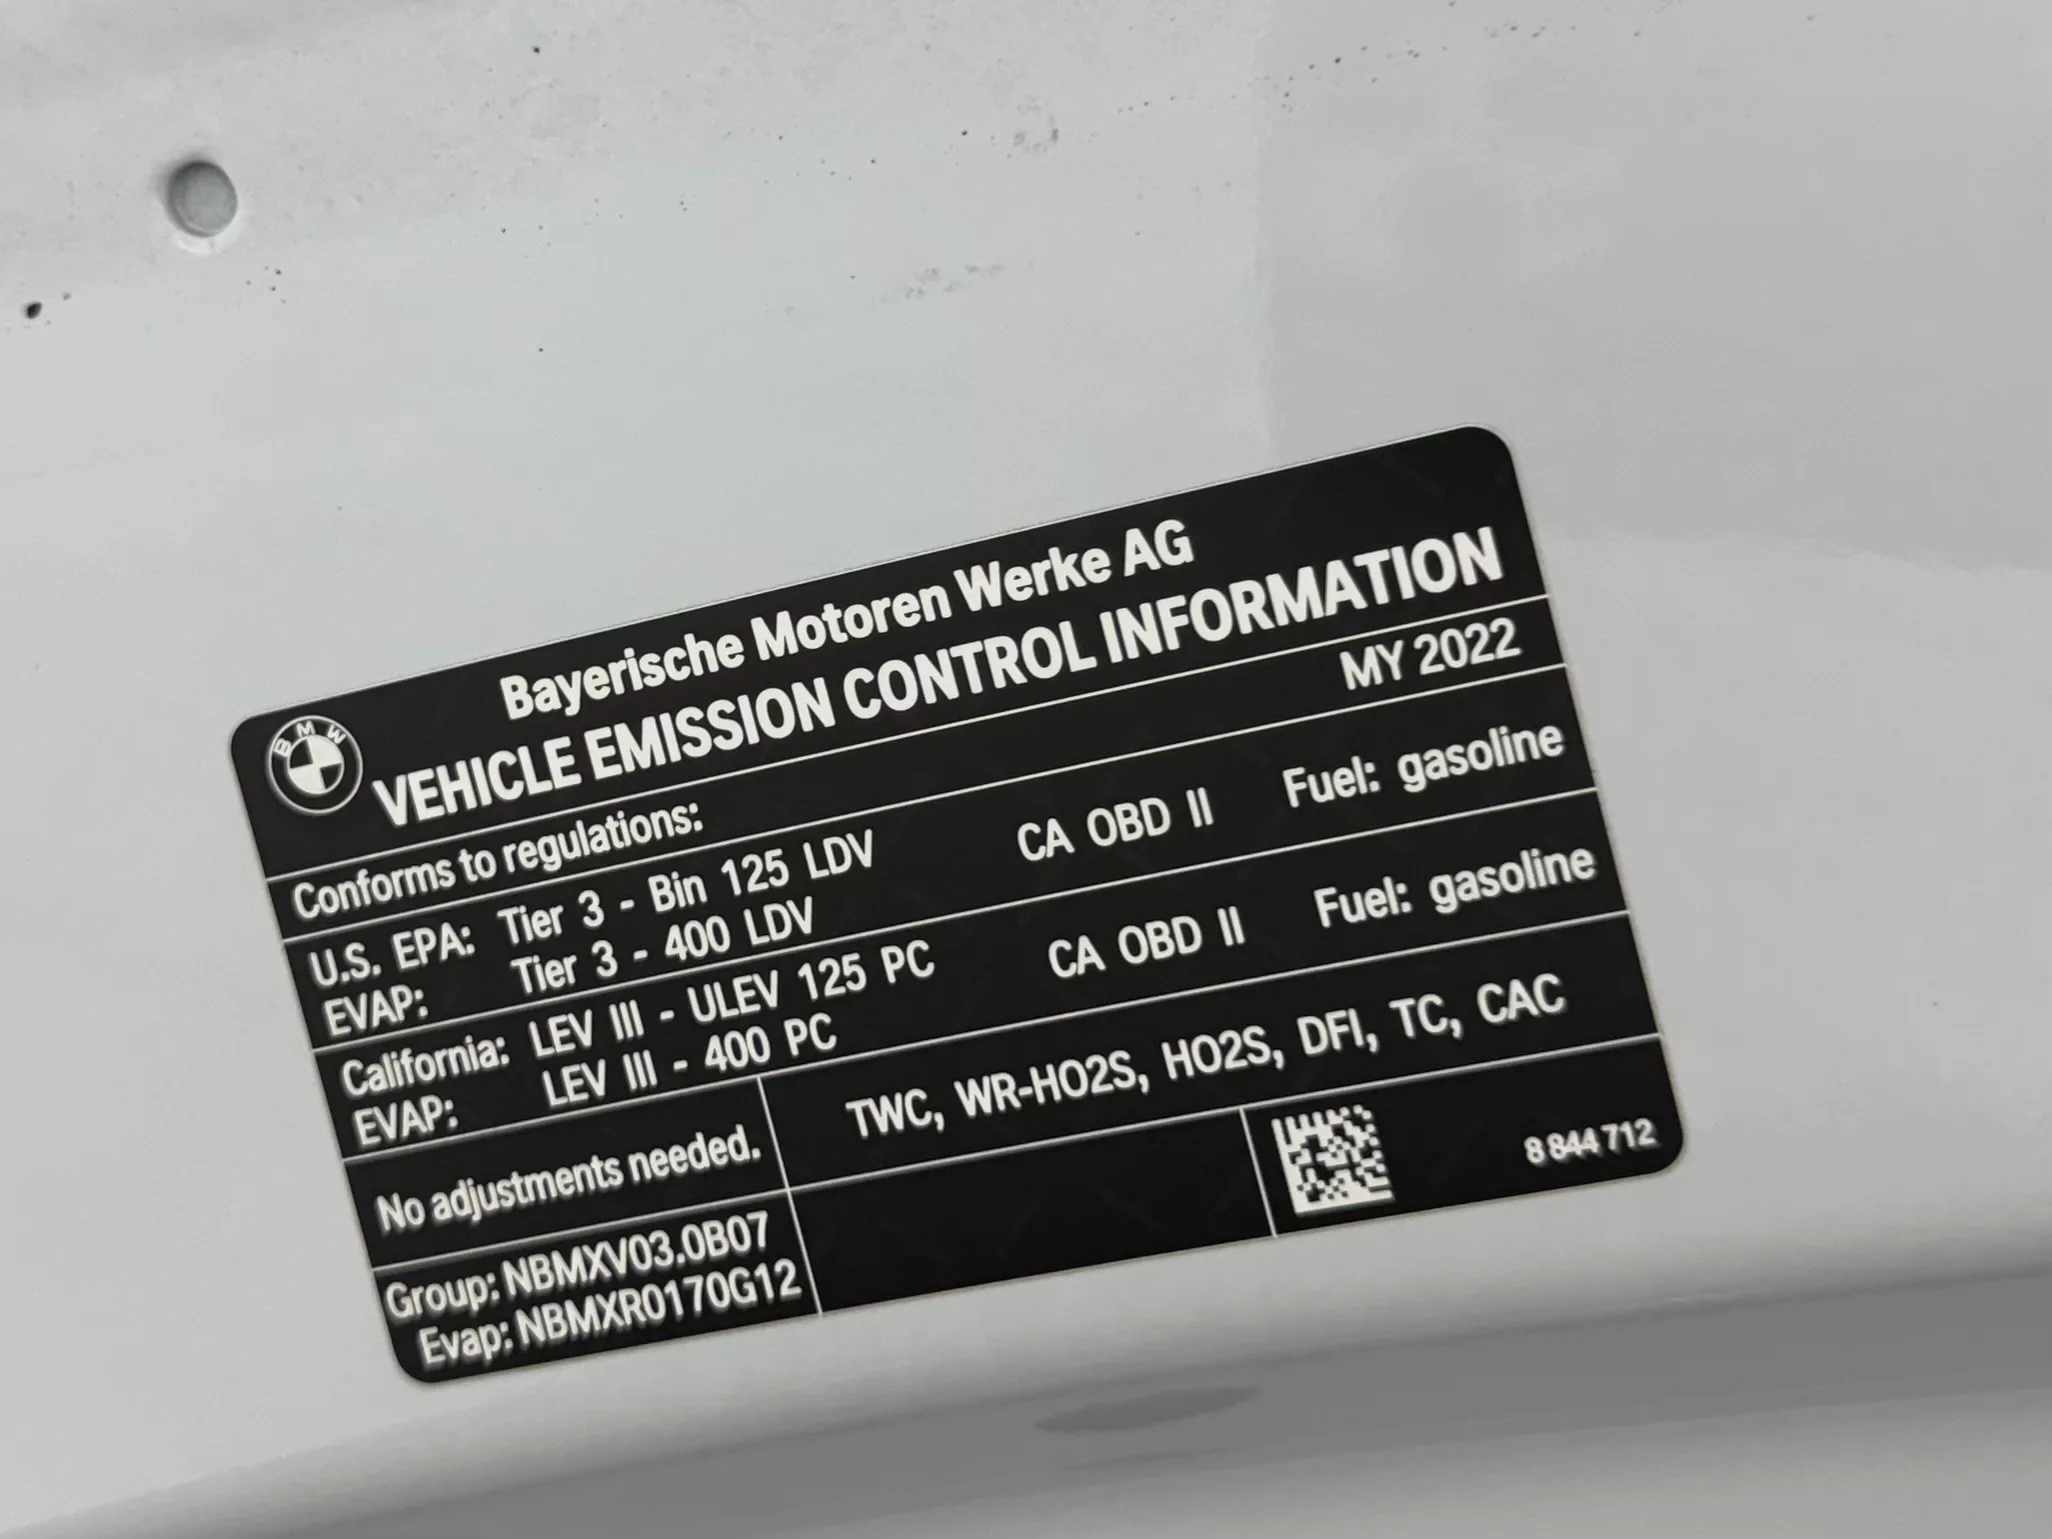 Bayerische Motoren Werke AG
BMW
VEHICLE EMISSION CONTROL INFORMATION
Conforms to regulations: MY 2022
U.S. EPA: Tier 3 - Bin 125 LDV CA OBD II Fuel: gasoline
EVAP: Tier 3 - 400 LDV
California: LEV III - ULEV 125 PC CA OBD II Fuel: gasoline
EVAP: LEV III - 400 PC
No adjustments needed. TWC, WR-HO2S, HO2S, DFI, TC, CAC
Group: NBMXV03.0B07
Evap: NBMXR0170G12
8 844 712